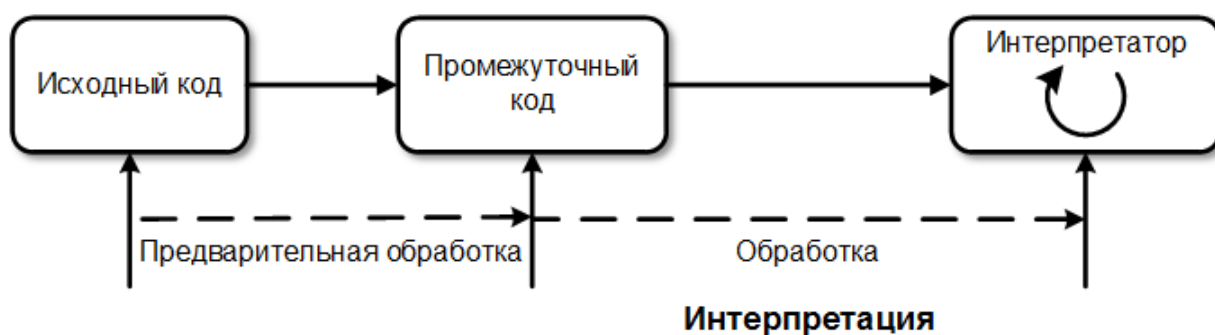 Исходный код
Промежуточный
код
Интерпретатор
Предварительная обработка
Обработка
Интерпретация